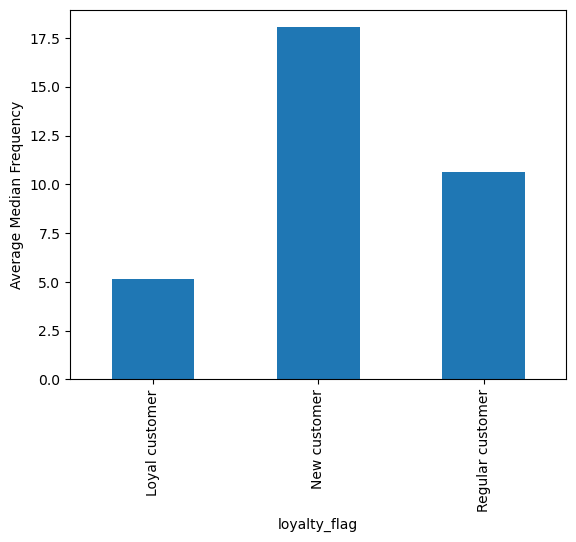 Average Median Frequency
17.5
15.0
12.5
10.0
7.5
5.0
2.5
0.0
Loyal customer
New customer
Regular customer
loyalty_flag